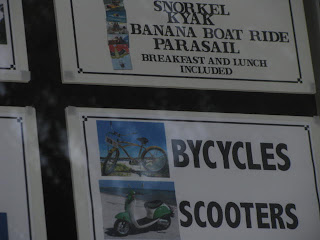 SNORKEL
KYAK
BANANA BOAT RIDE
PARASAIL
BREAKFAST AND LUNCH
INCLUDED
BYCYCLES
SCOOTERS